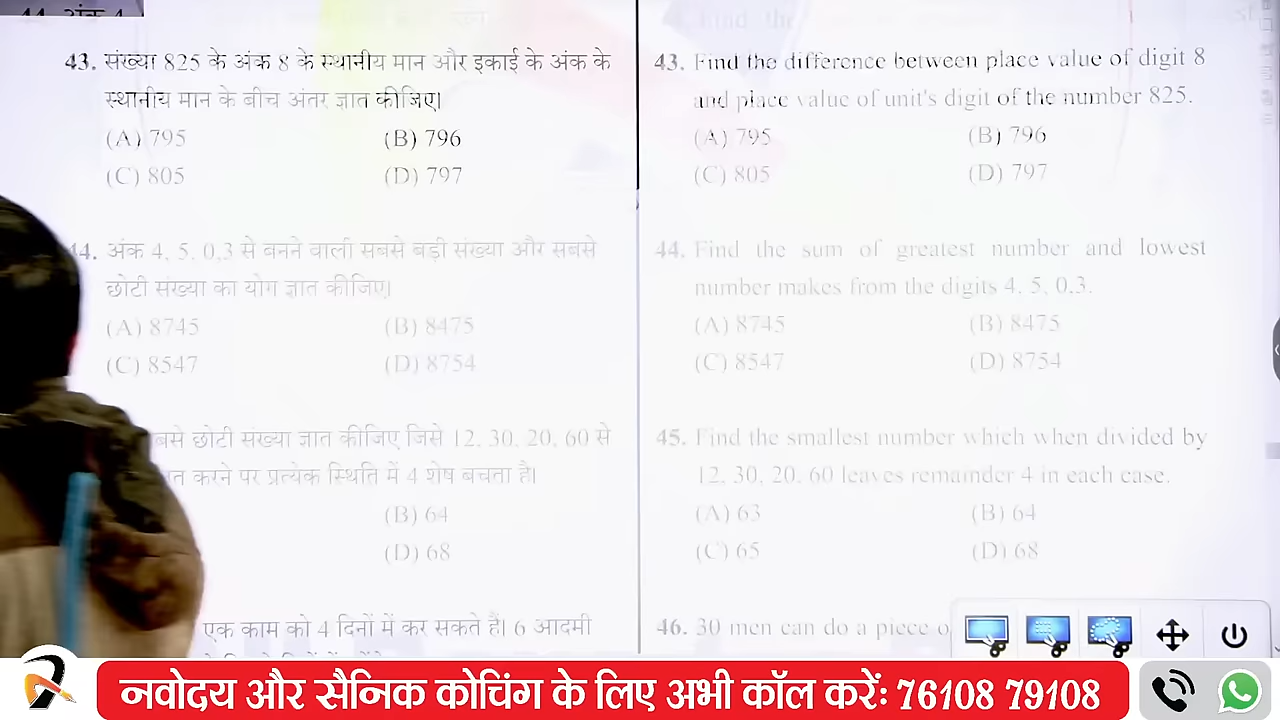 44. अंक 4
43. संख्या 825 के अंक 8 के स्थानीय मान और इकाई के अंक के
स्थानीय मान के बीच अंतर ज्ञात कीजिए।
(A) 795 (B) 796
(C) 805 (D) 797
44. अंक 4, 5, 0,3 से बनने वाली सबसे बड़ी संख्या और सबसे
छोटी संख्या का योग ज्ञात कीजिए।
(A) 8745 (B) 8475
(C) 8547 (D) 8754
छोटी संख्या ज्ञात कीजिए जिसे 12, 30, 20, 60 से
करने पर प्रत्येक स्थिति में 4 शेष बचता है।
(B) 64
(D) 68
एक काम को 4 दिनों में कर सकते हैं। 6 आदमी
43. Find the difference between place value of digit 8
and place value of unit's digit of the number 825.
(A) 795 (B) 796
(C) 805 (D) 797
44. Find the sum of greatest number and lowest
number makes from the digits 4, 5, 0,3.
(A) 8745 (B) 8475
(C) 8547 (D) 8754
45. Find the smallest number which when divided by
12, 30, 20, 60 leaves remainder 4 in each case.
(A) 63 (B) 64
(C) 65 (D) 68
46. 30 men can do a piece
नवोदय और सैनिक कोचिंग के लिए अभी कॉल करें: 76108 79108